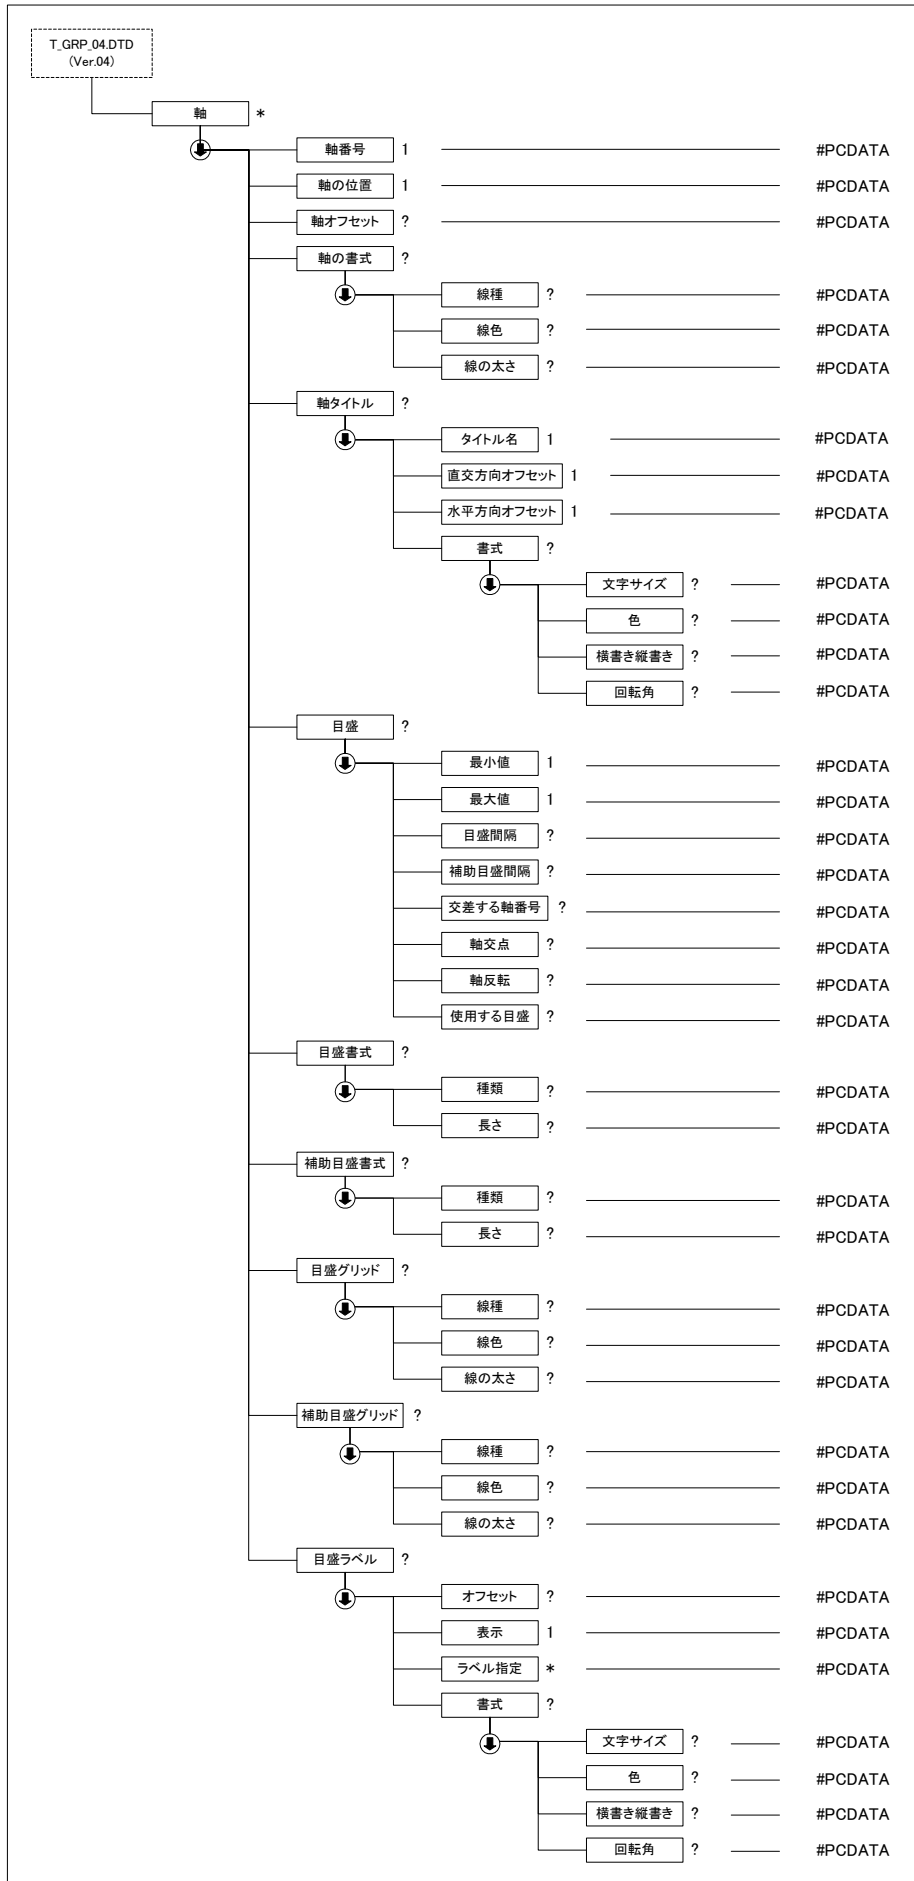 T_GRP_04.DTD
(Ver.04)
軸 *
軸番号 1 #PCDATA
軸の位置 1 #PCDATA
軸オフセット ? #PCDATA
軸の書式 ?
線種 ? #PCDATA
線色 ? #PCDATA
線の太さ ? #PCDATA
軸タイトル ?
タイトル名 1 #PCDATA
直交方向オフセット 1 #PCDATA
水平方向オフセット 1 #PCDATA
書式 ?
文字サイズ ? #PCDATA
色 ? #PCDATA
横書き縦書き ? #PCDATA
回転角 ? #PCDATA
目盛 ?
最小値 1 #PCDATA
最大値 1 #PCDATA
目盛間隔 ? #PCDATA
補助目盛間隔 ? #PCDATA
交差する軸番号 ? #PCDATA
軸交点 ? #PCDATA
軸反転 ? #PCDATA
使用する目盛 ? #PCDATA
目盛書式 ?
種類 ? #PCDATA
長さ ? #PCDATA
補助目盛書式 ?
種類 ? #PCDATA
長さ ? #PCDATA
目盛グリッド ?
線種 ? #PCDATA
線色 ? #PCDATA
線の太さ ? #PCDATA
補助目盛グリッド ?
線種 ? #PCDATA
線色 ? #PCDATA
線の太さ ? #PCDATA
目盛ラベル ?
オフセット ? #PCDATA
表示 1 #PCDATA
ラベル指定 * #PCDATA
書式 ?
文字サイズ ? #PCDATA
色 ? #PCDATA
横書き縦書き ? #PCDATA
回転角 ? #PCDATA